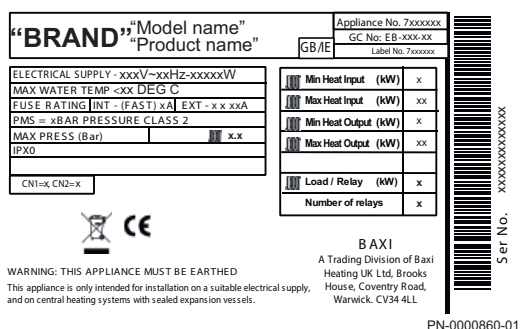 “BRAND”
“Model name”
“Product name”
GB/IE
Appliance No. 7xxxxxx
GC No: EB-xxx-xx
Label No. 7xxxxxx
ELECTRICAL SUPPLY - xxxV~xxHz-xxxxxW
MAX WATER TEMP <xx DEG C
FUSE RATING INT - (FAST) xA EXT - x x xxA
PMS = xBAR PRESSURE CLASS 2
MAX PRESS (Bar) x.x
IPX0
CN1=x, CN2=x
Min Heat Input (kW) x
Max Heat Input (kW) xx
Min Heat Output (kW) x
Max Heat Output (kW) xx
Load / Relay (kW) x
Number of relays x
CE
WARNING: THIS APPLIANCE MUST BE EARTHED
This appliance is only intended for installation on a suitable electrical supply,
and on central heating systems with sealed expansion vessels.
BAXI
A Trading Division of Baxi
Heating UK Ltd, Brooks
House, Coventry Road,
Warwick. CV34 4LL
Ser No. xxxxxxxxxxxxxx
PN-0000860-01